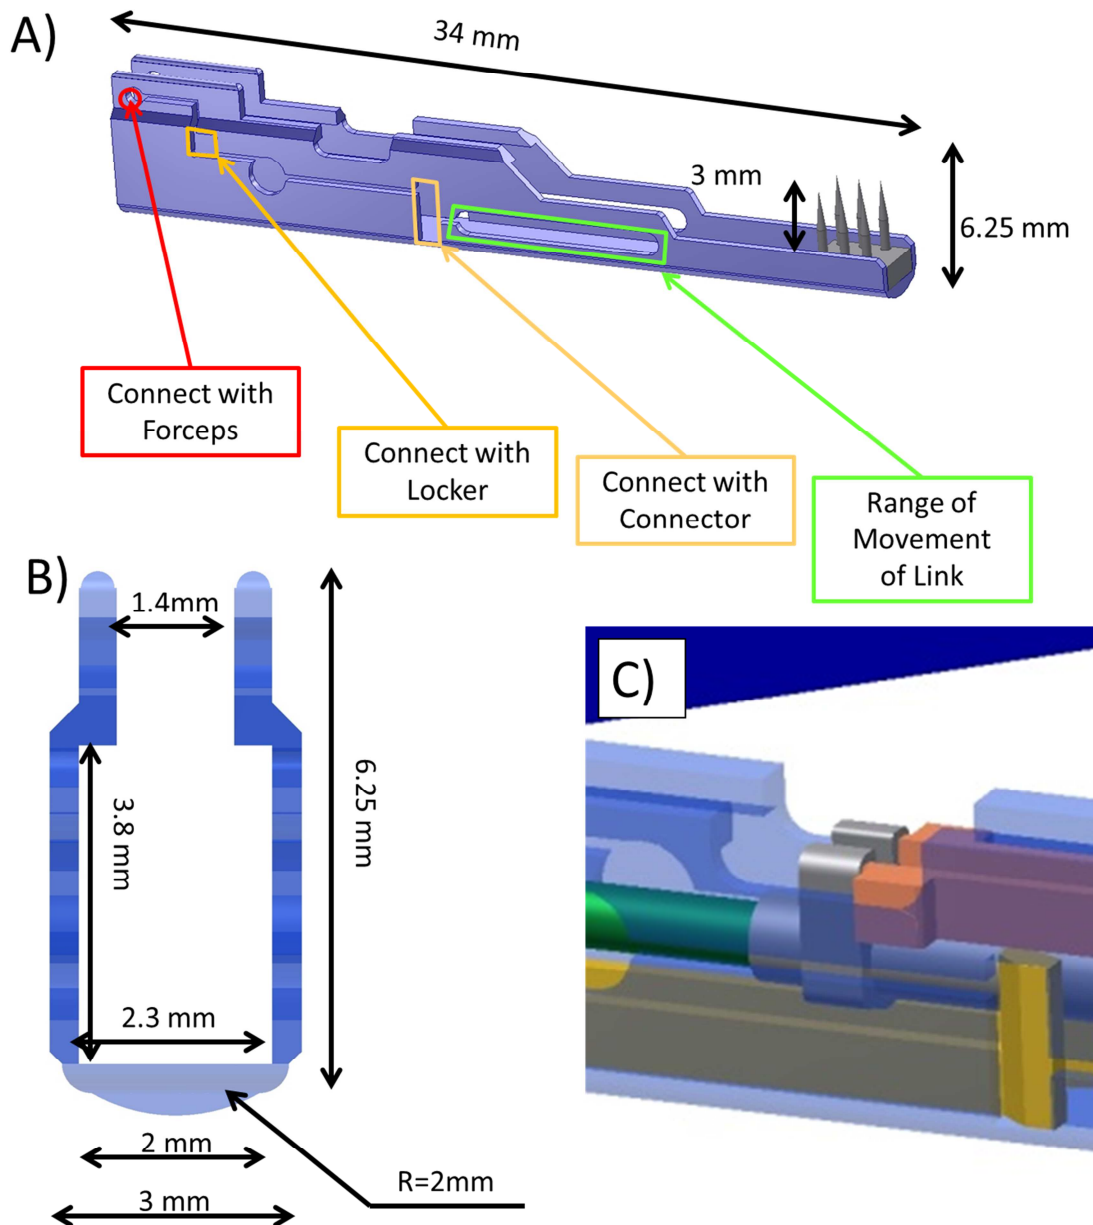 A)
34 mm
3 mm
6.25 mm
Connect with
Forceps
Connect with
Locker
Connect with
Connector
Range of
Movement
of Link
B)
1.4mm
3.8 mm
6.25 mm
2.3 mm
2 mm
3 mm
R=2mm
C)